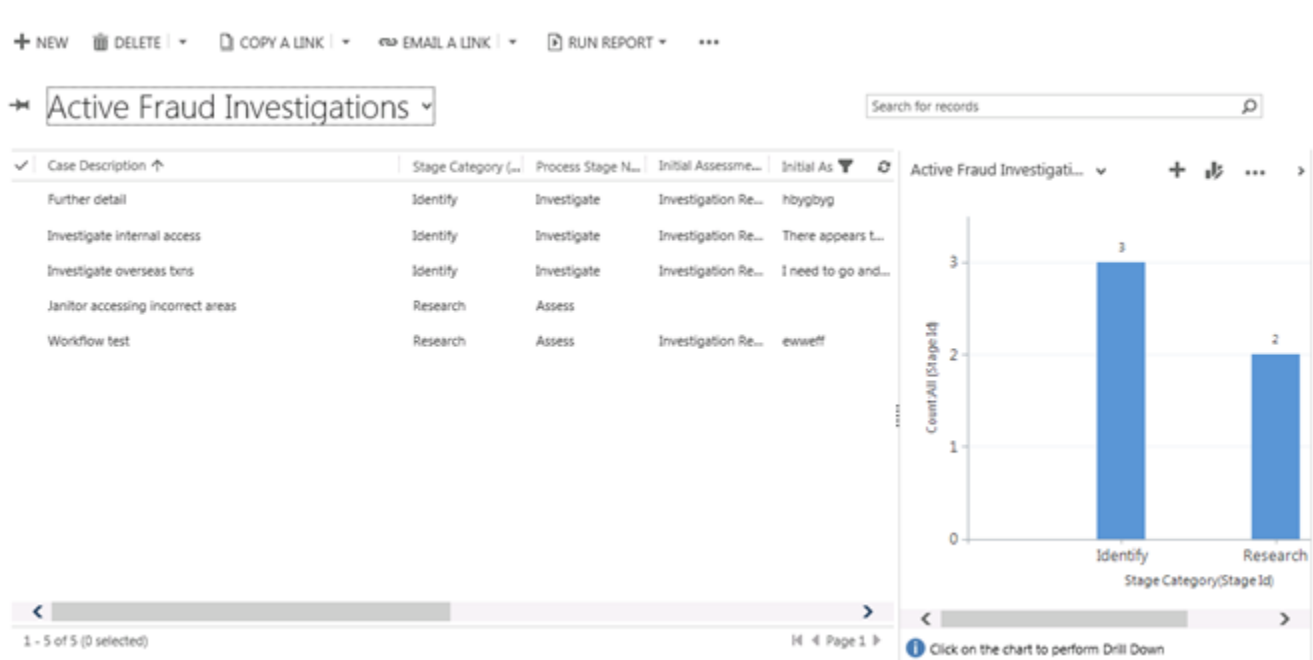 NEW DELETE COPY A LINK EMAIL A LINK RUN REPORT ...
Active Fraud Investigations
Search for records
Case Description Stage Category (... Process Stage N... Initial Assessme... Initial As
Further detail Identify Investigate Investigation Re... hbygbyg
Investigate internal access Identify Investigate Investigation Re... There appears t...
Investigate overseas txns Identify Investigate Investigation Re... I need to go and...
Janitor accessing incorrect areas Research Assess
Workflow test Research Assess Investigation Re... ewweff
1 - 5 of 5 (0 selected) Page 1
Active Fraud Investigati... ...
3
2
3
2
1
0
Count:All (Stage Id)
Identify Research
Stage Category(Stage Id)
Click on the chart to perform Drill Down